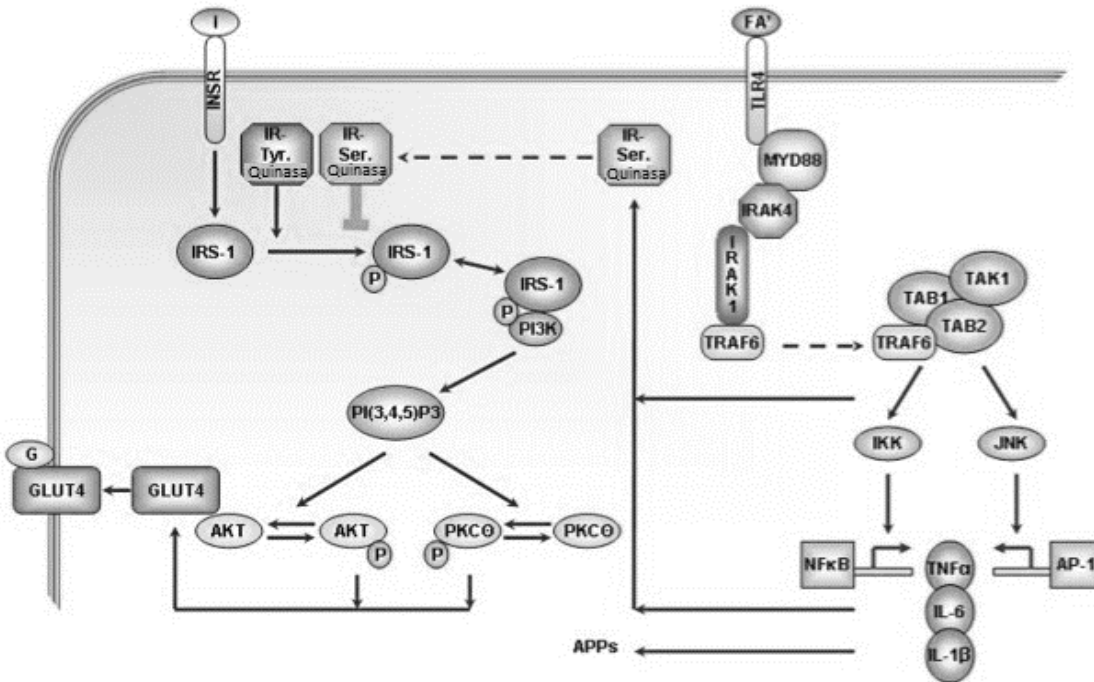 I
FA'
INSR
TLR4
IR-
Tyr.
Quinasa
IR-
Ser.
Quinasa
IR-
Ser.
Quinasa
MYD88
IRAK4
IRS-1
IRS-1
P
IRAK1
IRS-1
P
PI3K
TAK1
TAB1
TAB2
TRAF6
TRAF6
PI(3,4,5)P3
IKK
JNK
G
GLUT4
GLUT4
AKT
AKT
P
PKCΘ
P
PKCΘ
NFκB
TNFα
AP-1
IL-6
IL-1β
APPs